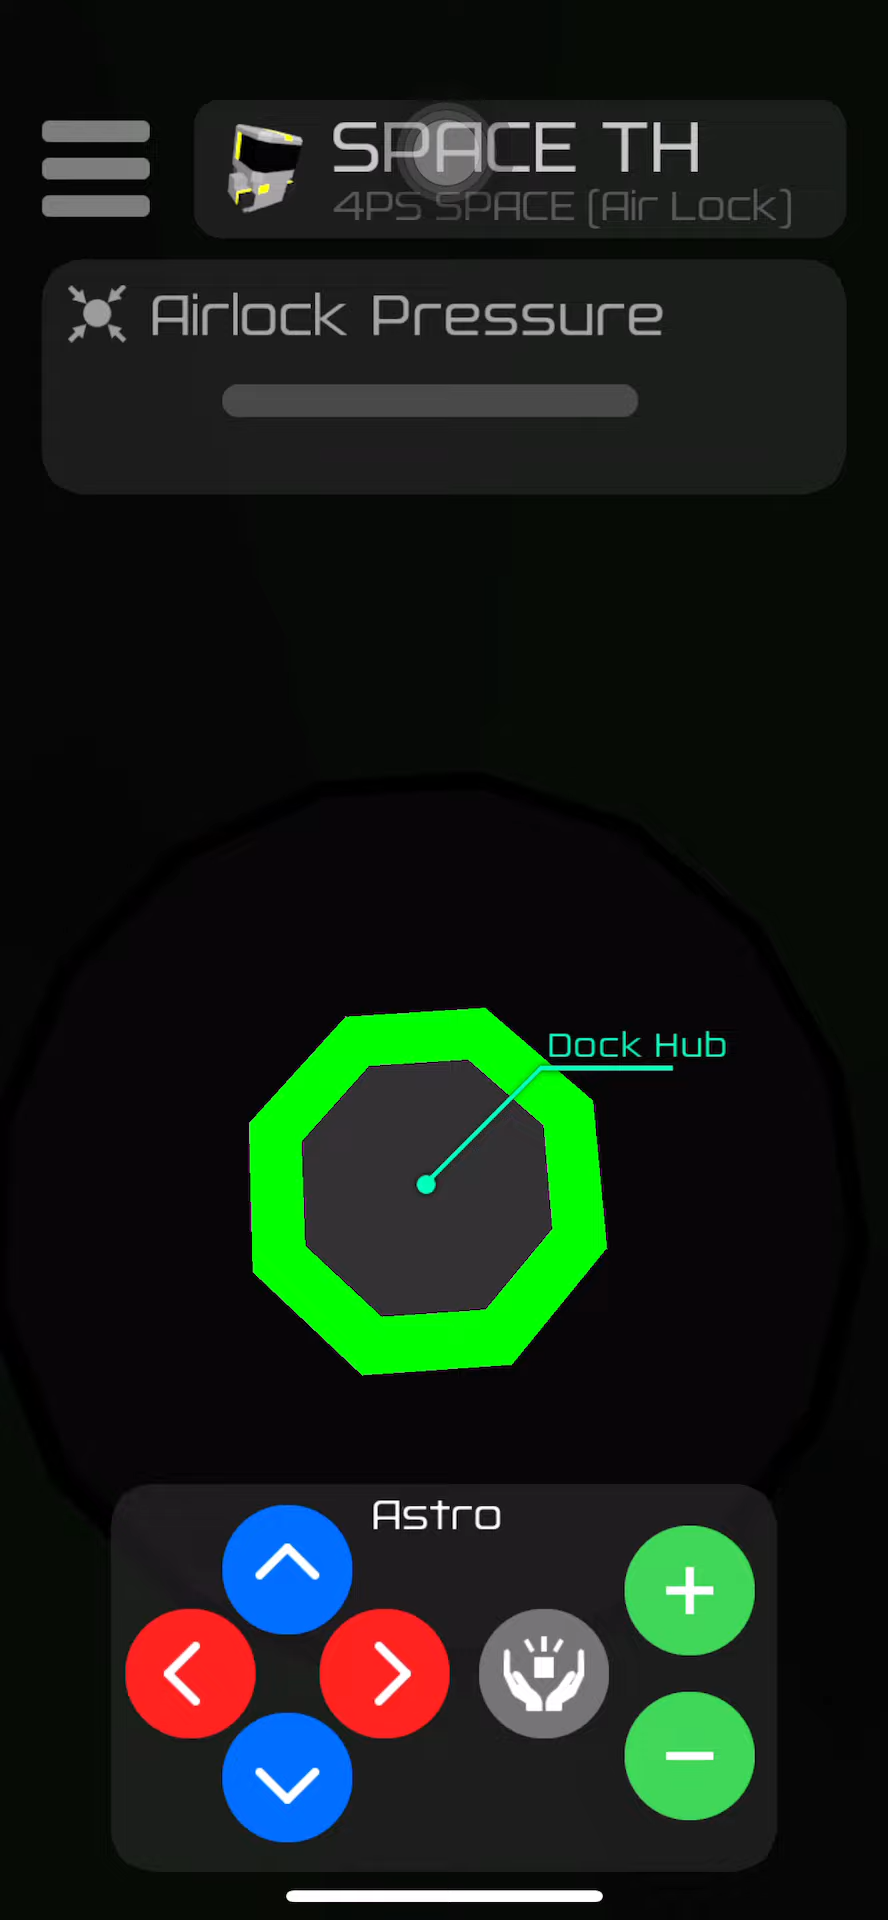 SPACE TH
4PS SPACE (Air Lock)
Airlock Pressure
Dock Hub
Astro